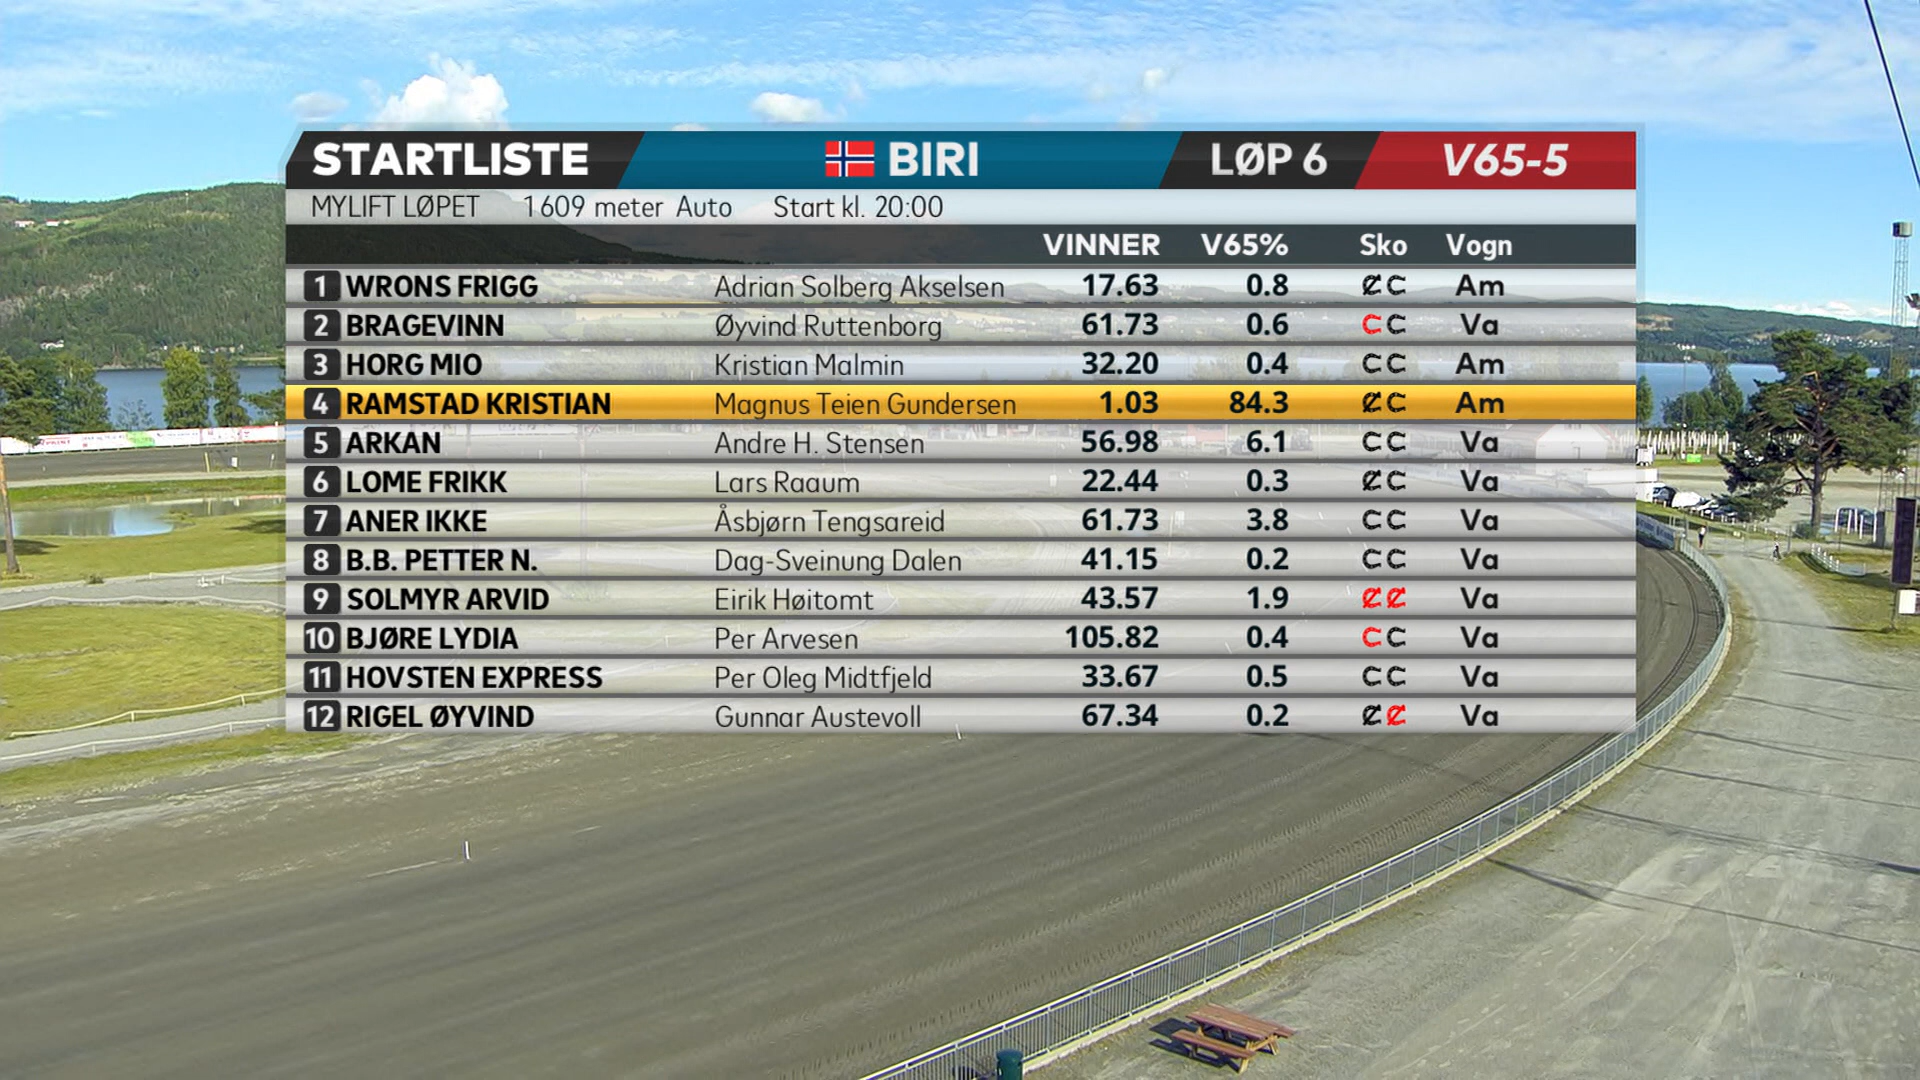 STARTLISTE BIRI LØP 6 V65-5
MYLIFT LØPET 1609 meter Auto Start kl. 20:00
VINNER V65% Sko Vogn
1 WRONS FRIGG Adrian Solberg Akselsen 17.63 0.8 Ȼ C Am
2 BRAGEVINN Øyvind Ruttenborg 61.73 0.6 C C Va
3 HORG MIO Kristian Malmin 32.20 0.4 C C Am
4 RAMSTAD KRISTIAN Magnus Teien Gundersen 1.03 84.3 Ȼ C Am
5 ARKAN Andre H. Stensen 56.98 6.1 C C Va
6 LOME FRIKK Lars Raaum 22.44 0.3 Ȼ C Va
7 ANER IKKE Åsbjørn Tengsareid 61.73 3.8 C C Va
8 B.B. PETTER N. Dag-Sveinung Dalen 41.15 0.2 C C Va
9 SOLMYR ARVID Eirik Høitomt 43.57 1.9 Ȼ Ȼ Va
10 BJØRE LYDIA Per Arvesen 105.82 0.4 C C Va
11 HOVSTEN EXPRESS Per Oleg Midtfjeld 33.67 0.5 C C Va
12 RIGEL ØYVIND Gunnar Austevoll 67.34 0.2 Ȼ Ȼ Va